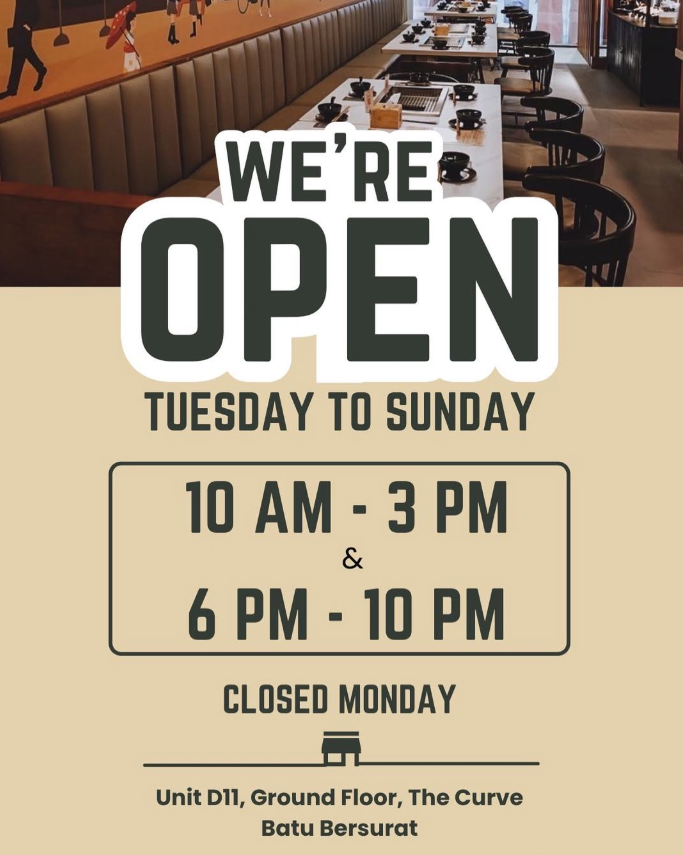 WE'RE
OPEN
TUESDAY TO SUNDAY
10 AM - 3 PM
&
6 PM - 10 PM
CLOSED MONDAY
Unit D11, Ground Floor, The Curve
Batu Bersurat